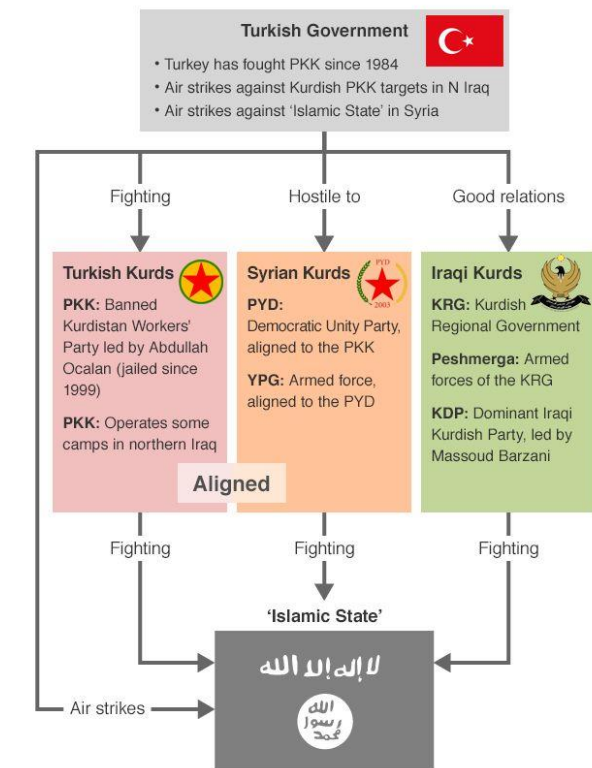 Turkish Government
• Turkey has fought PKK since 1984
• Air strikes against Kurdish PKK targets in N Iraq
• Air strikes against ‘Islamic State’ in Syria
Fighting
Hostile to
Good relations
Turkish Kurds
PKK: Banned
Kurdistan Workers'
Party led by Abdullah
Ocalan (jailed since
1999)
PKK: Operates some
camps in northern Iraq
Syrian Kurds
PYD
2003
PYD:
Democratic Unity Party,
aligned to the PKK
YPG: Armed force,
aligned to the PYD
Iraqi Kurds
KRG: Kurdish
Regional Government
Peshmerga: Armed
forces of the KRG
KDP: Dominant Iraqi
Kurdish Party, led by
Massoud Barzani
Aligned
Fighting
Fighting
Fighting
‘Islamic State’
لا إله إلا الله
الله
رسول
محمد
Air strikes